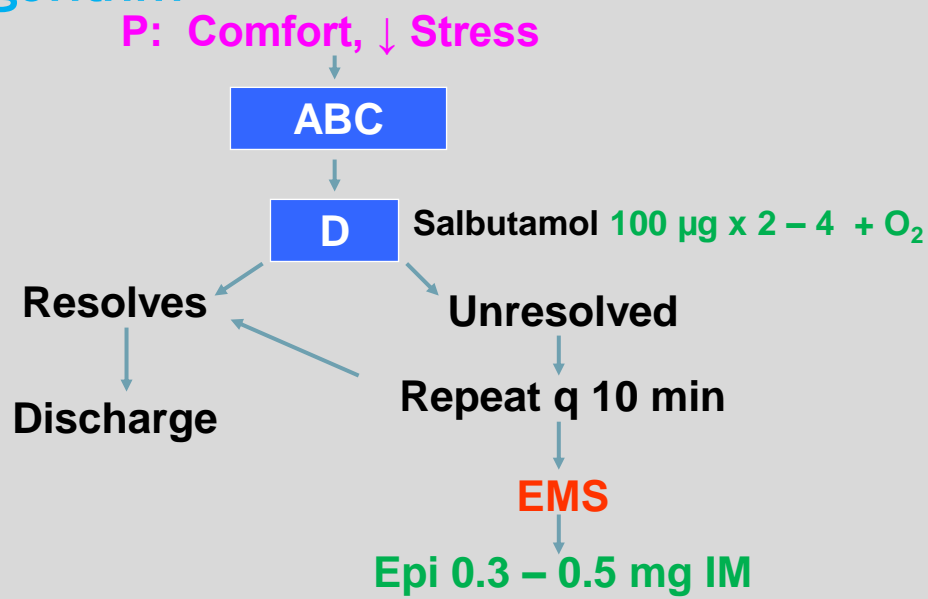 P: Comfort, ↓ Stress
ABC
D
Salbutamol 100 µg x 2 – 4 + O₂
Resolves
Unresolved
Repeat q 10 min
Discharge
EMS
Epi 0.3 – 0.5 mg IM